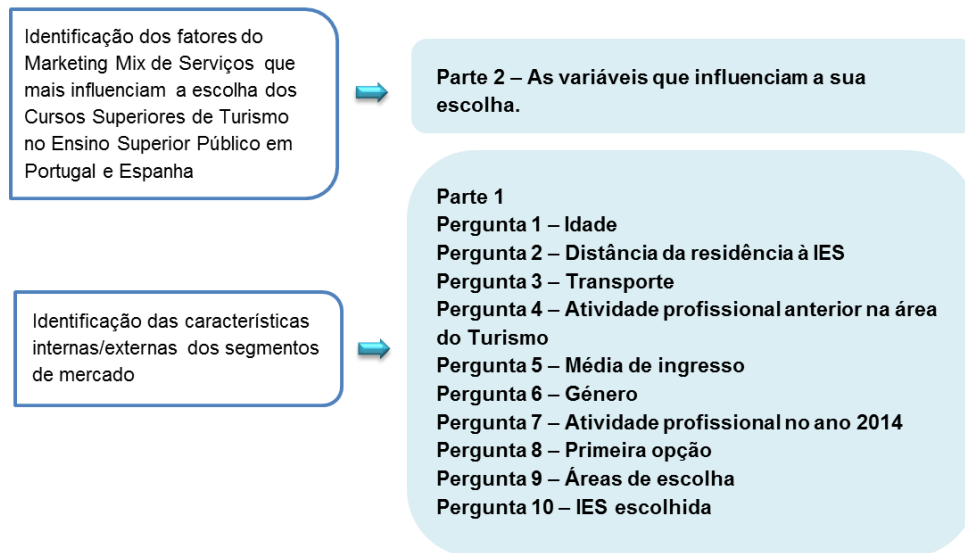 Identificação dos fatores do
Marketing Mix de Serviços que
mais influenciam a escolha dos
Cursos Superiores de Turismo
no Ensino Superior Público em
Portugal e Espanha
Parte 2 – As variáveis que influenciam a sua
escolha.
Identificação das características
internas/externas dos segmentos
de mercado
Parte 1
Pergunta 1 – Idade
Pergunta 2 – Distância da residência à IES
Pergunta 3 – Transporte
Pergunta 4 – Atividade profissional anterior na área
do Turismo
Pergunta 5 – Média de ingresso
Pergunta 6 – Género
Pergunta 7 – Atividade profissional no ano 2014
Pergunta 8 – Primeira opção
Pergunta 9 – Áreas de escolha
Pergunta 10 – IES escolhida